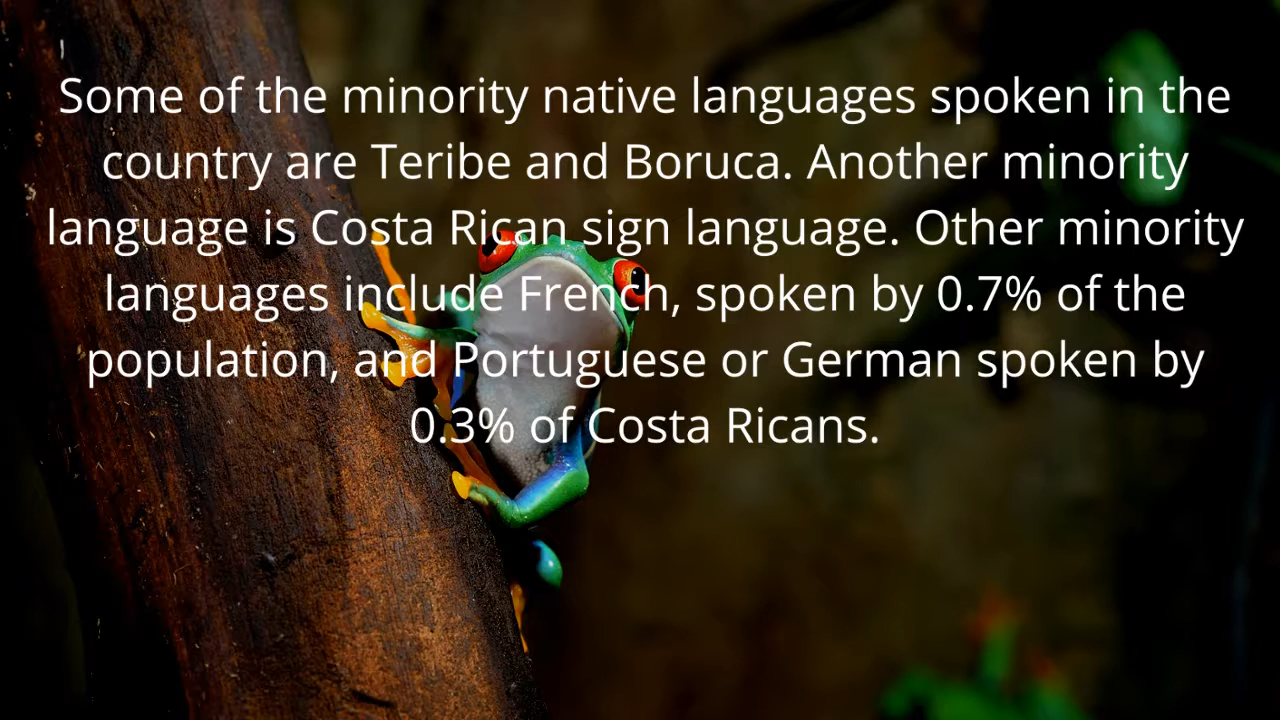 Some of the minority native languages spoken in the
country are Teribe and Boruca. Another minority
language is Costa Rican sign language. Other minority
languages include French, spoken by 0.7% of the
population, and Portuguese or German spoken by
0.3% of Costa Ricans.